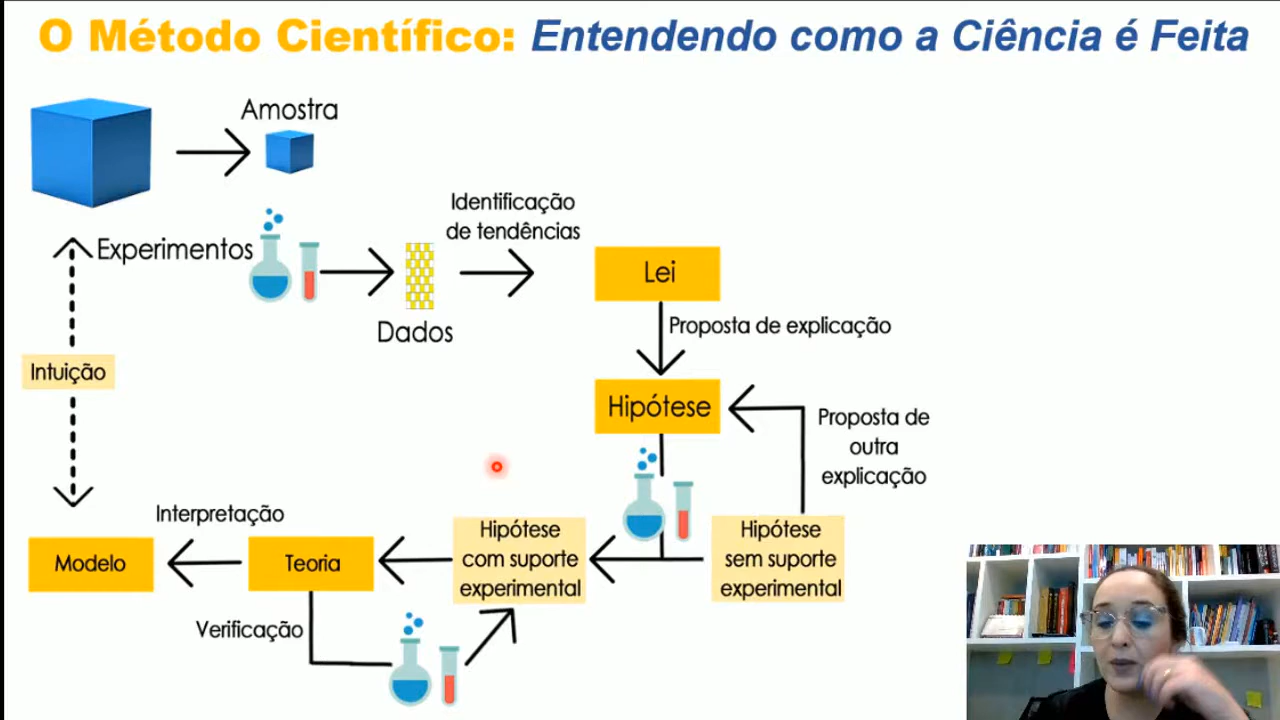 O Método Científico: Entendendo como a Ciência é Feita
Amostra
Experimentos
Dados
Identificação
de tendências
Lei
Proposta de explicação
Hipótese
Proposta de
outra
explicação
Intuição
Hipótese
sem suporte
experimental
Hipótese
com suporte
experimental
Teoria
Interpretação
Modelo
Verificação